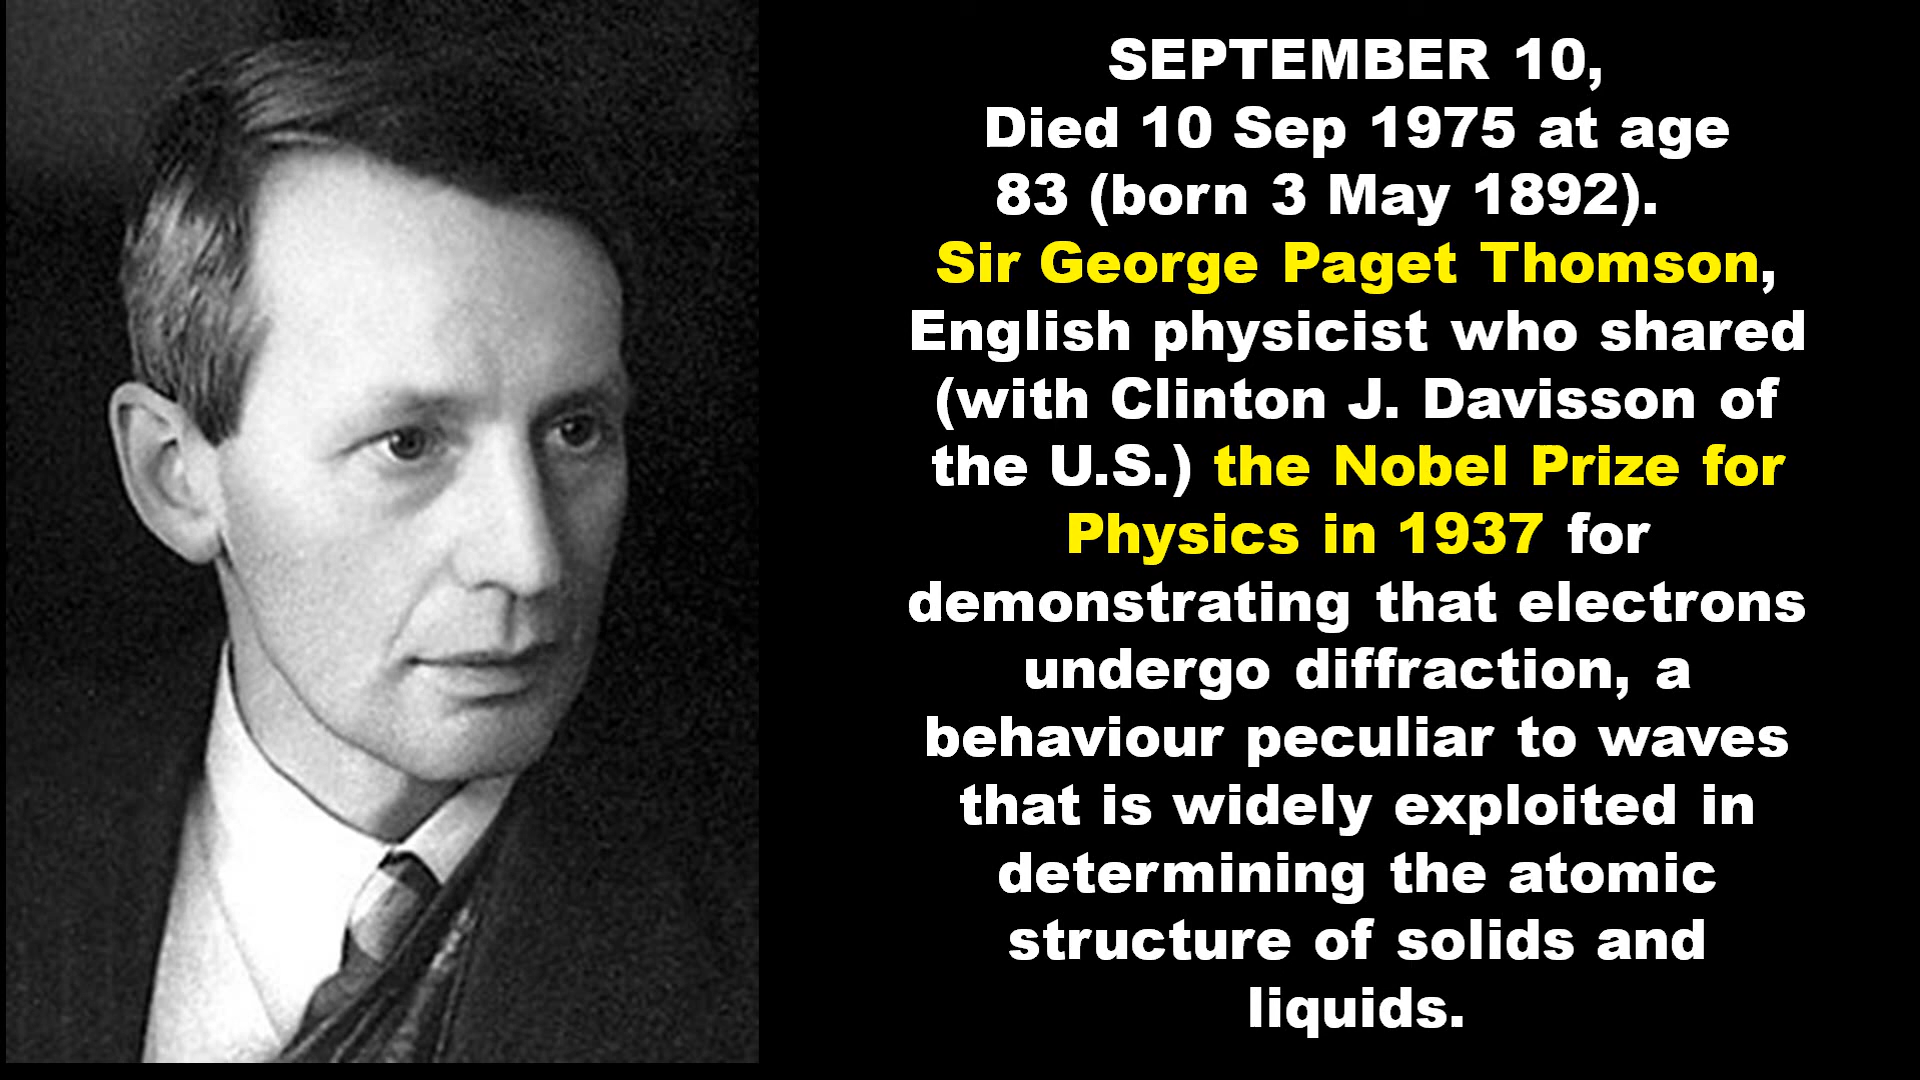 SEPTEMBER 10,
Died 10 Sep 1975 at age
83 (born 3 May 1892).
Sir George Paget Thomson,
English physicist who shared
(with Clinton J. Davisson of
the U.S.) the Nobel Prize for
Physics in 1937 for
demonstrating that electrons
undergo diffraction, a
behaviour peculiar to waves
that is widely exploited in
determining the atomic
structure of solids and
liquids.